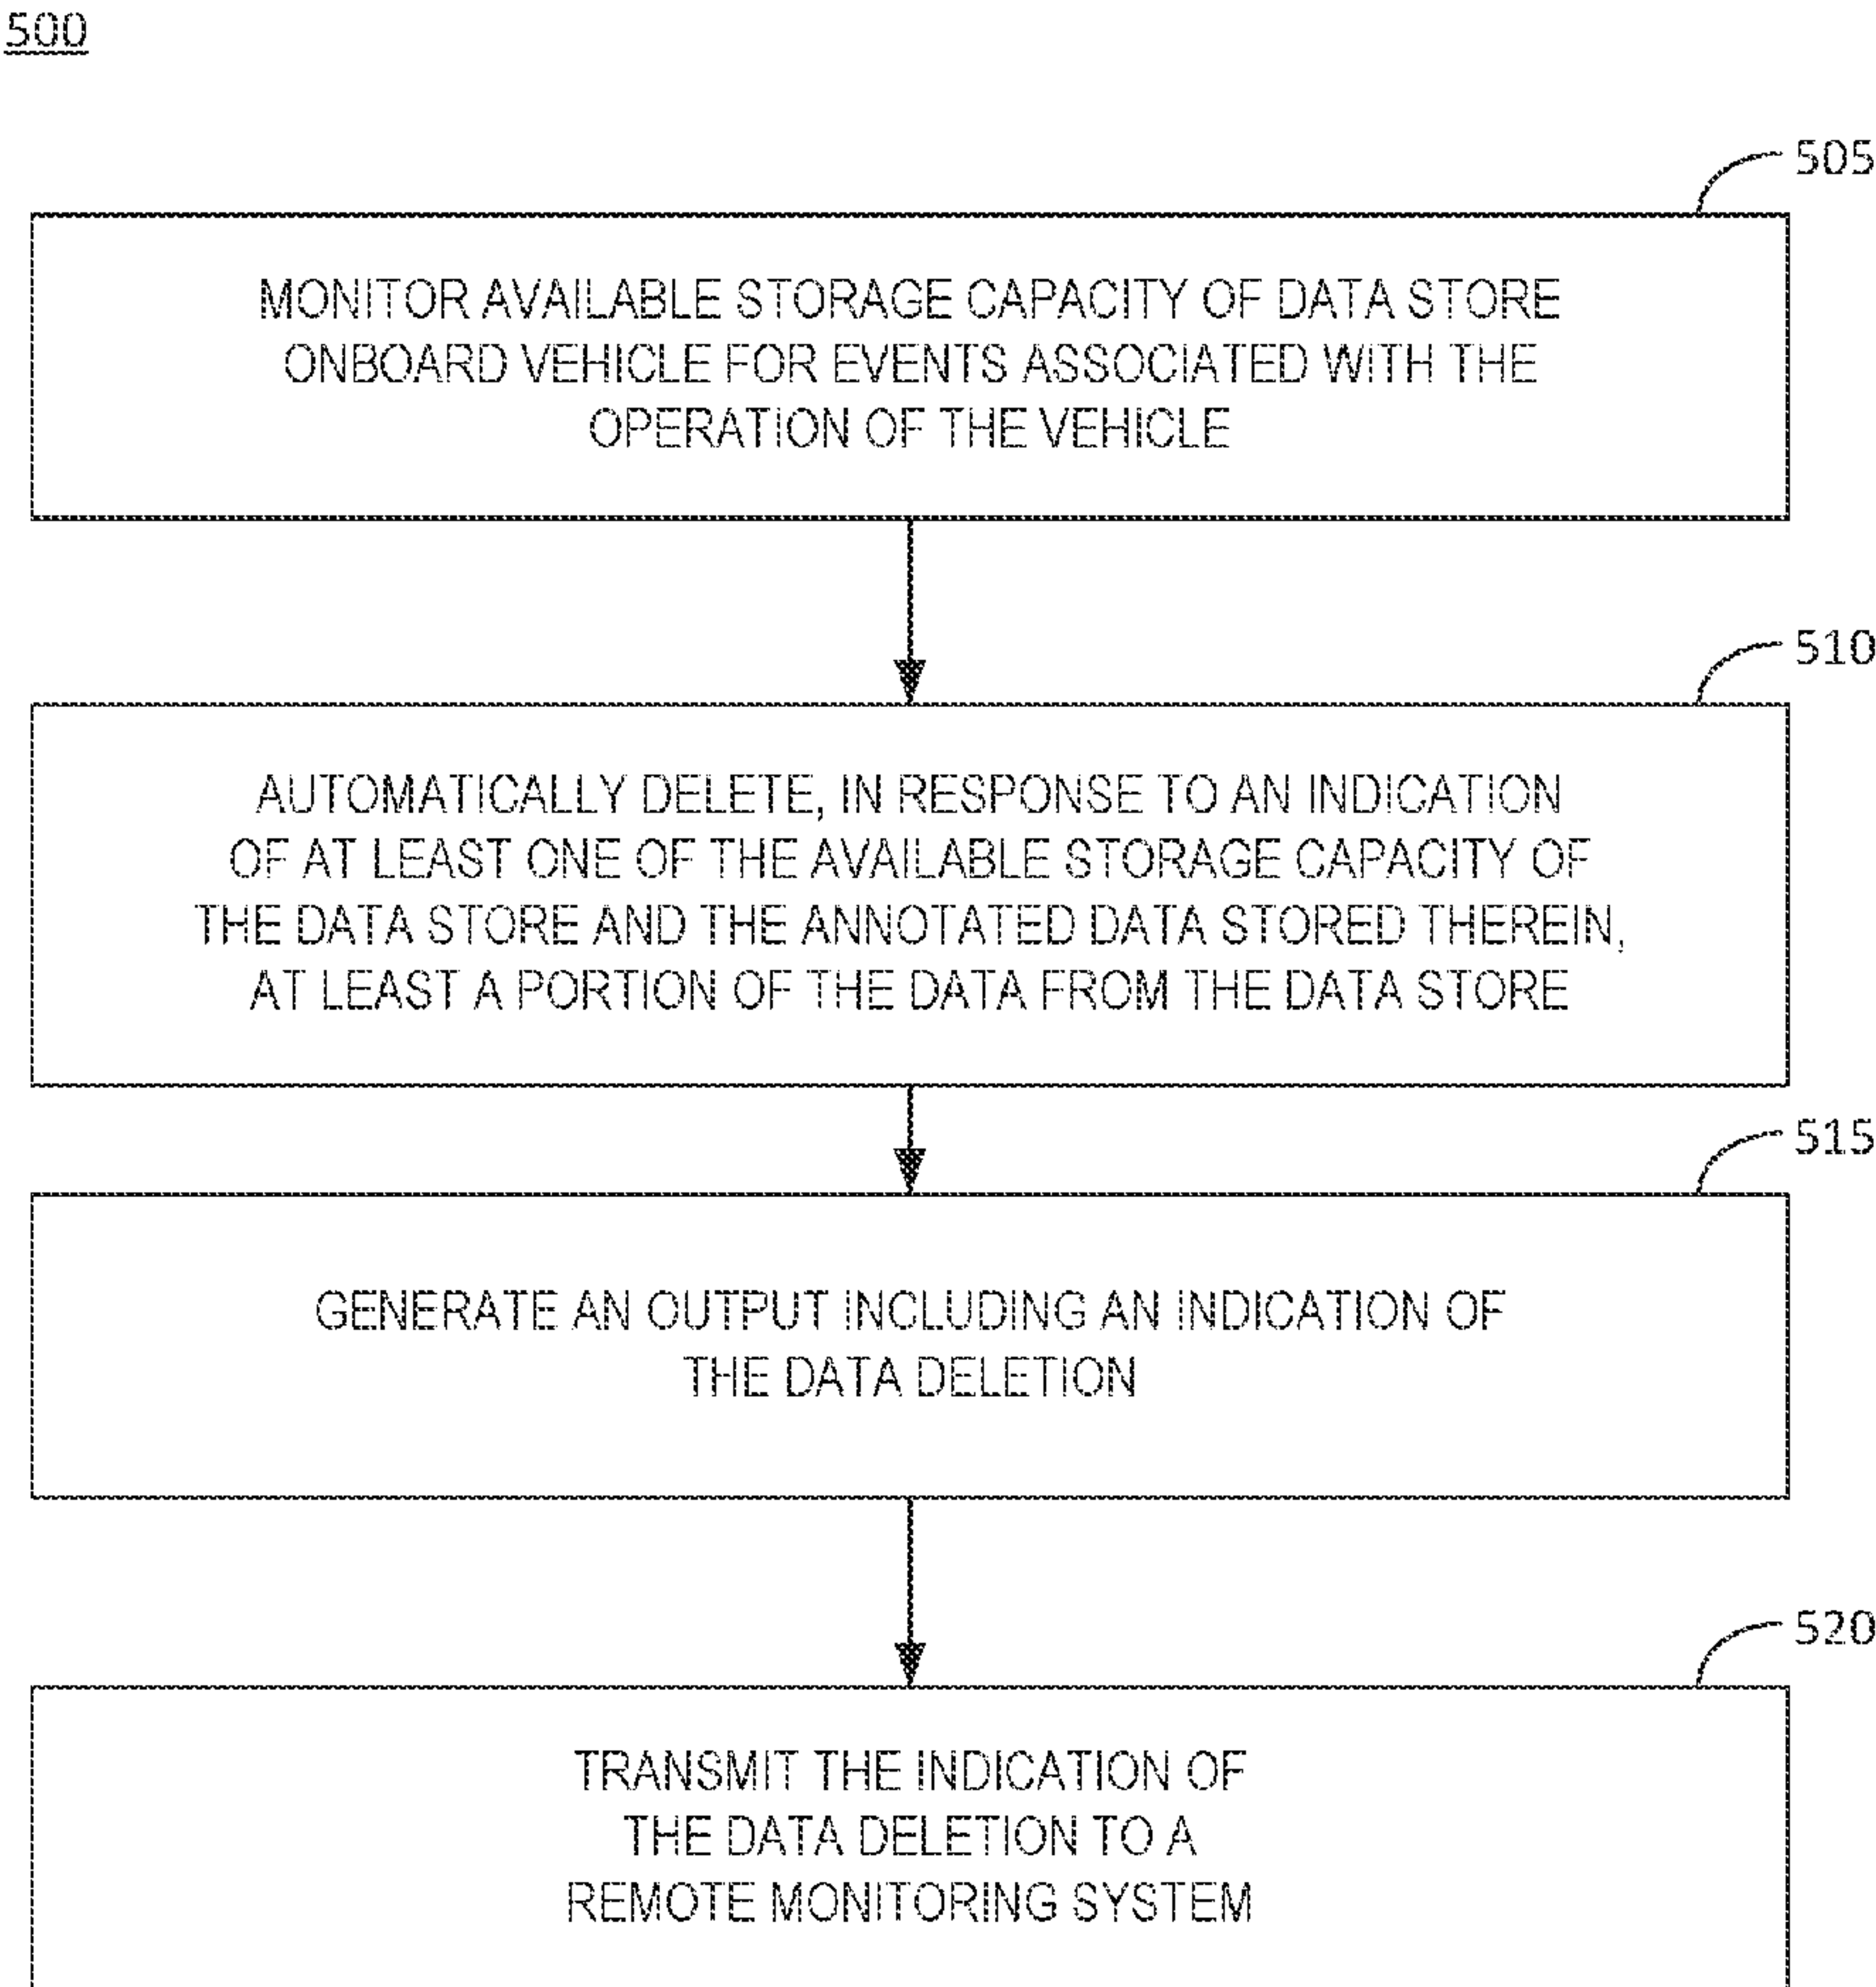 500
505
MONITOR AVAILABLE STORAGE CAPACITY OF DATA STORE
ONBOARD VEHICLE FOR EVENTS ASSOCIATED WITH THE
OPERATION OF THE VEHICLE
510
AUTOMATICALLY DELETE, IN RESPONSE TO AN INDICATION
OF AT LEAST ONE OF THE AVAILABLE STORAGE CAPACITY OF
THE DATA STORE AND THE ANNOTATED DATA STORED THEREIN,
AT LEAST A PORTION OF THE DATA FROM THE DATA STORE
515
GENERATE AN OUTPUT INCLUDING AN INDICATION OF
THE DATA DELETION
520
TRANSMIT THE INDICATION OF
THE DATA DELETION TO A
REMOTE MONITORING SYSTEM